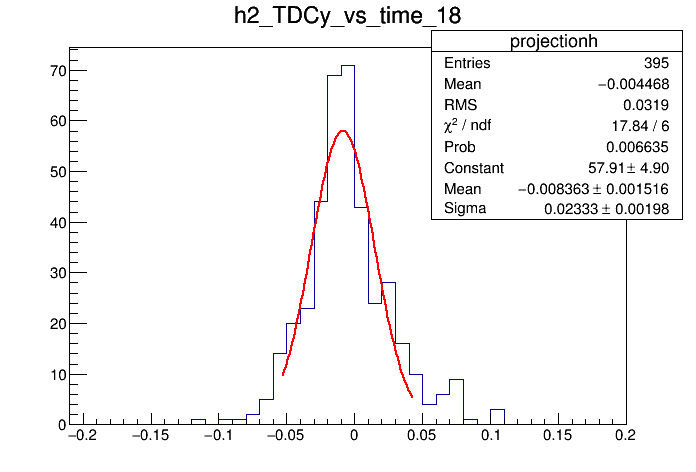 h2_TDCy_vs_time_18
projectionh
Entries 395
Mean −0.004468
RMS 0.0319
χ² / ndf 17.84 / 6
Prob 0.006635
Constant 57.91 ± 4.90
Mean −0.008363 ± 0.001516
Sigma 0.02333 ± 0.00198
70
60
50
40
30
20
10
0
−0.2 −0.15 −0.1 −0.05 0 0.05 0.1 0.15 0.2